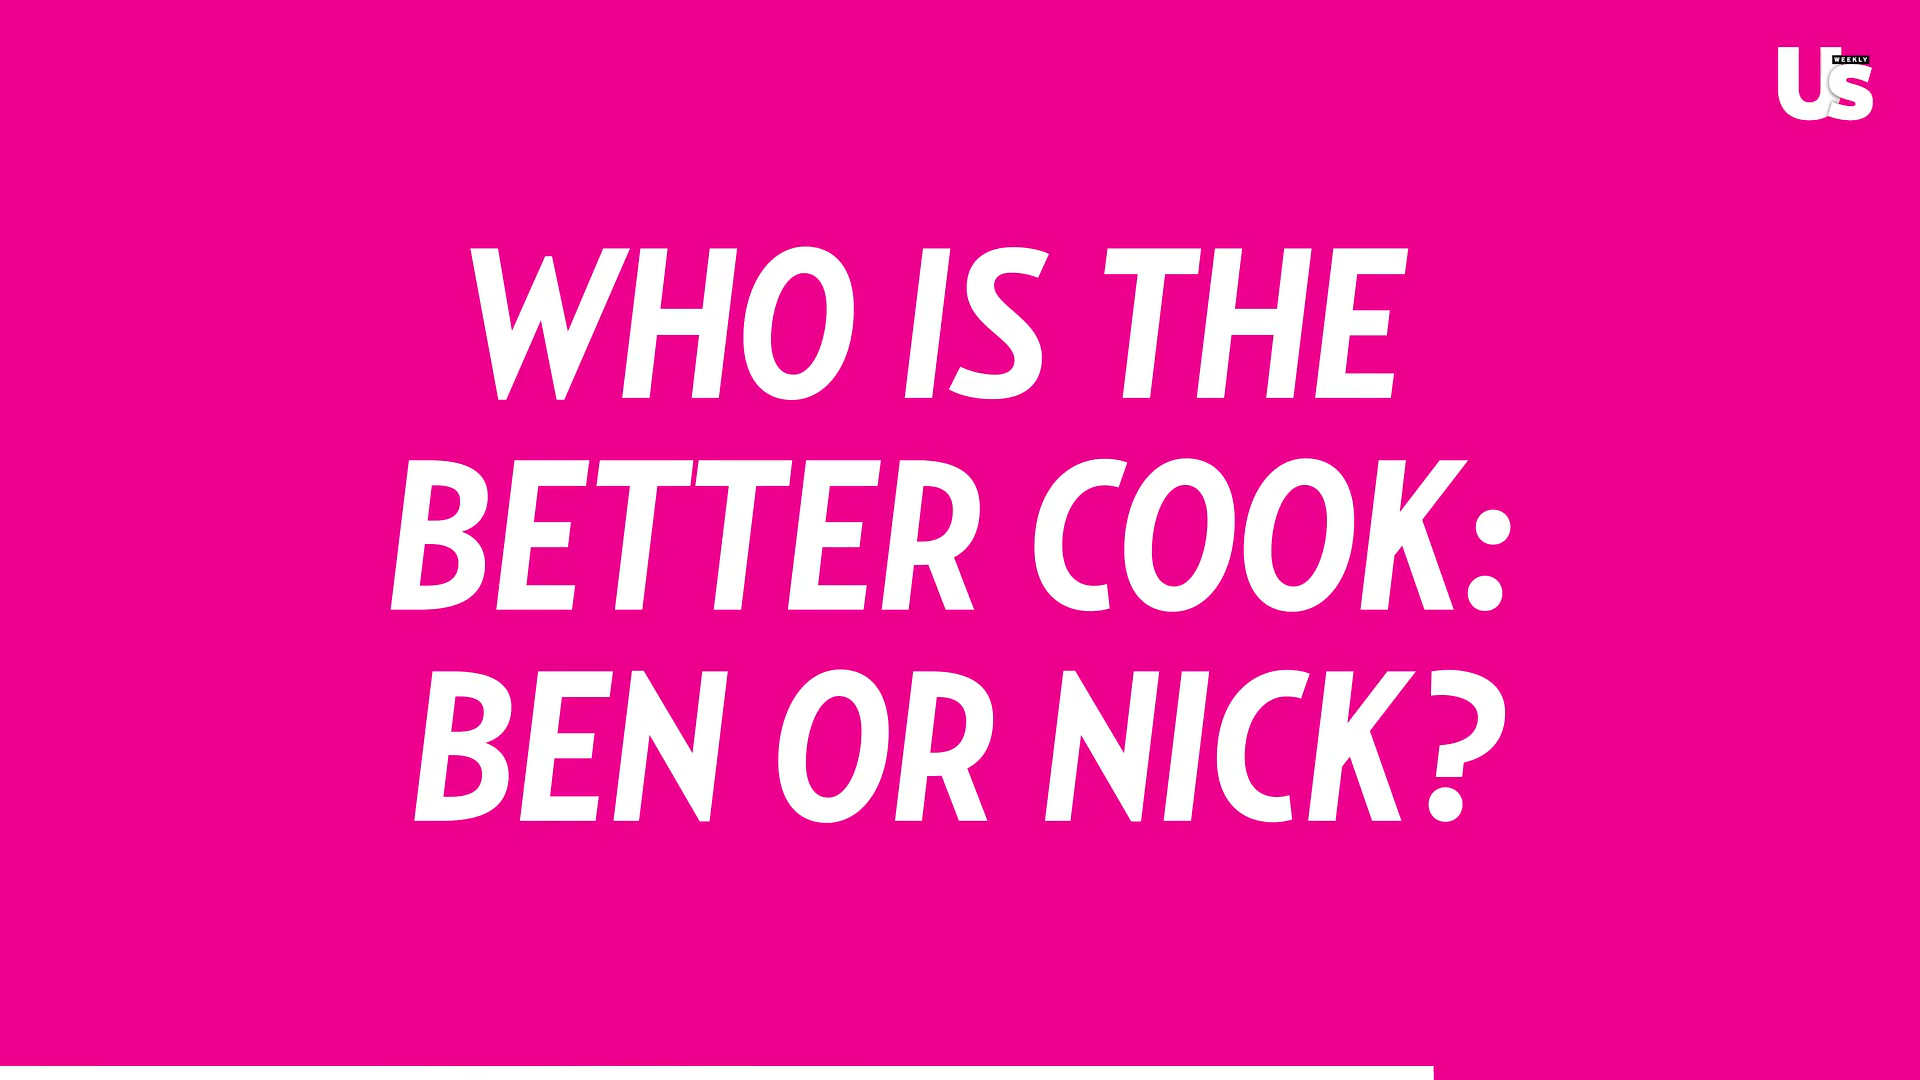 Us
WEEKLY
WHO IS THE
BETTER COOK:
BEN OR NICK?